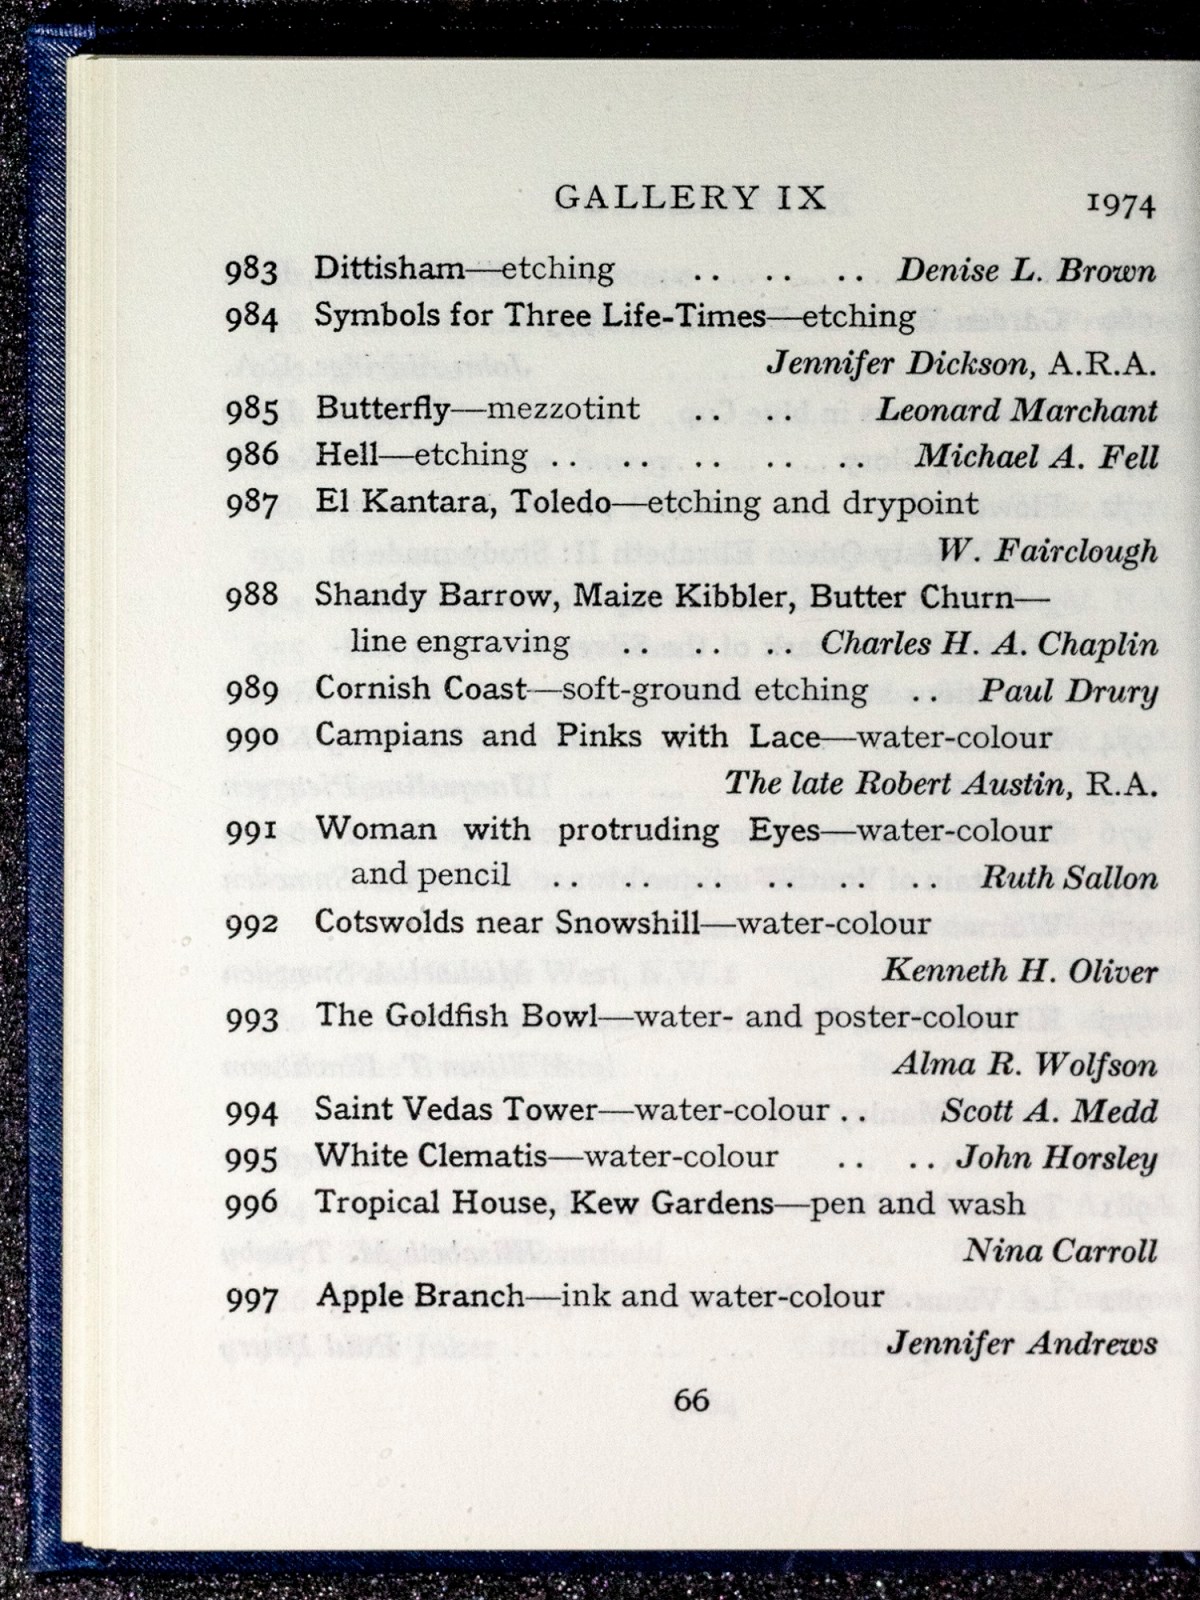 GALLERY IX 1974
983 Dittisham—etching .. .. .. Denise L. Brown
984 Symbols for Three Life-Times—etching
Jennifer Dickson, A.R.A.
985 Butterfly—mezzotint .. .. Leonard Marchant
986 Hell—etching .. .. .. .. .. Michael A. Fell
987 El Kantara, Toledo—etching and drypoint
W. Fairclough
988 Shandy Barrow, Maize Kibbler, Butter Churn—
line engraving .. .. .. Charles H. A. Chaplin
989 Cornish Coast—soft-ground etching .. Paul Drury
990 Campians and Pinks with Lace—water-colour
The late Robert Austin, R.A.
991 Woman with protruding Eyes—water-colour
and pencil .. .. .. .. .. .. Ruth Sallon
992 Cotswolds near Snowshill—water-colour
Kenneth H. Oliver
993 The Goldfish Bowl—water- and poster-colour
Alma R. Wolfson
994 Saint Vedas Tower—water-colour .. Scott A. Medd
995 White Clematis—water-colour .. .. John Horsley
996 Tropical House, Kew Gardens—pen and wash
Nina Carroll
997 Apple Branch—ink and water-colour
Jennifer Andrews
66